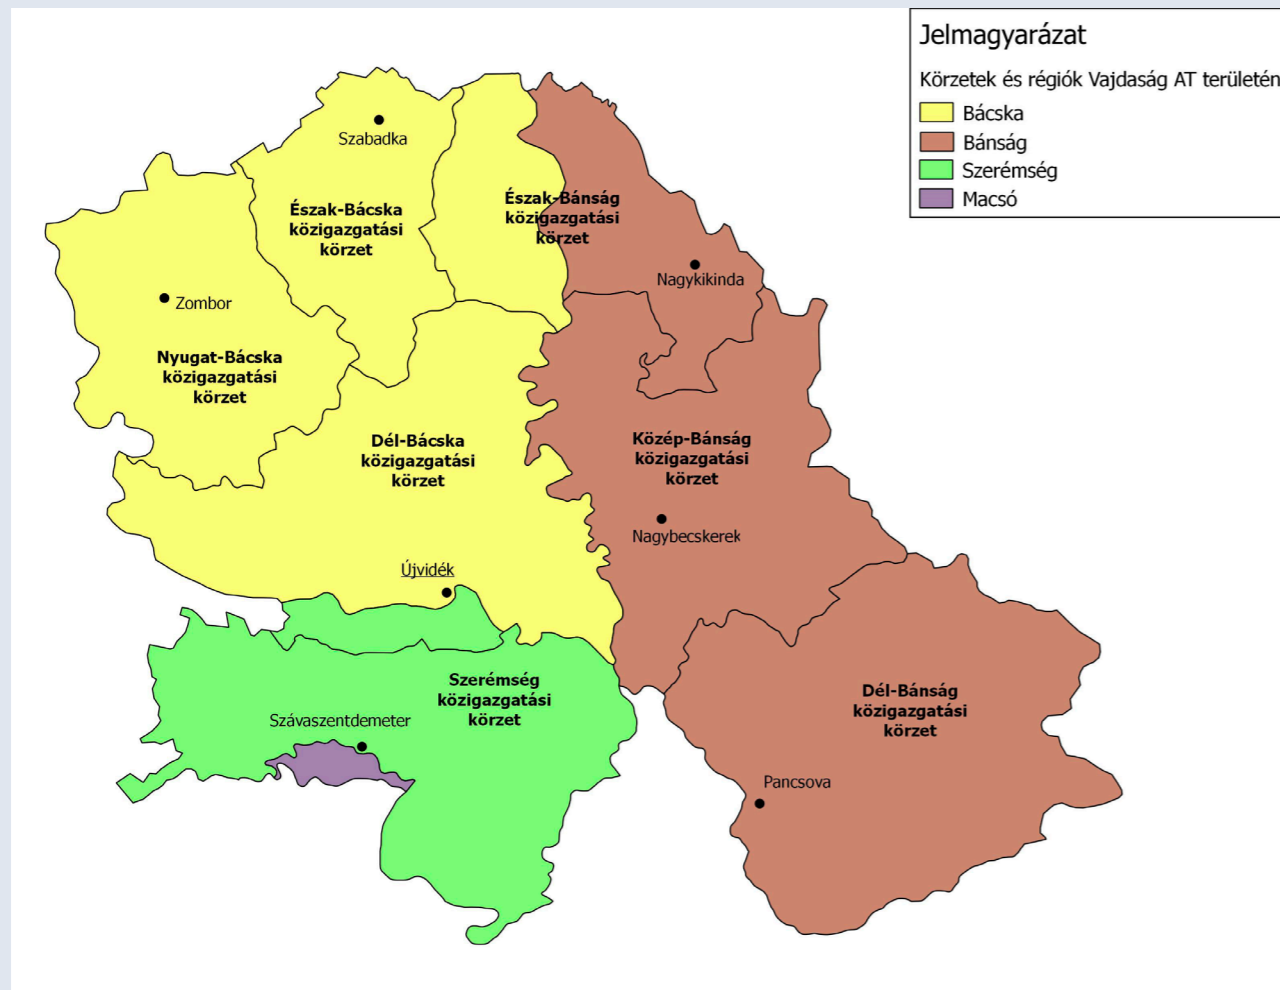 Jelmagyarázat
Körzetek és régiók Vajdaság AT területén
Bácska
Bánság
Szerémség
Macsó
Szabadka
Észak-Bácska
közigazgatási
körzet
Észak-Bánság
közigazgatási
körzet
Nagykikinda
Zombor
Nyugat-Bácska
közigazgatási
körzet
Dél-Bácska
közigazgatási
körzet
Közép-Bánság
közigazgatási
körzet
Nagybecskerek
Újvidék
Szerémség
közigazgatási
körzet
Szávaszentdemeter
Dél-Bánság
közigazgatási
körzet
Pancsova